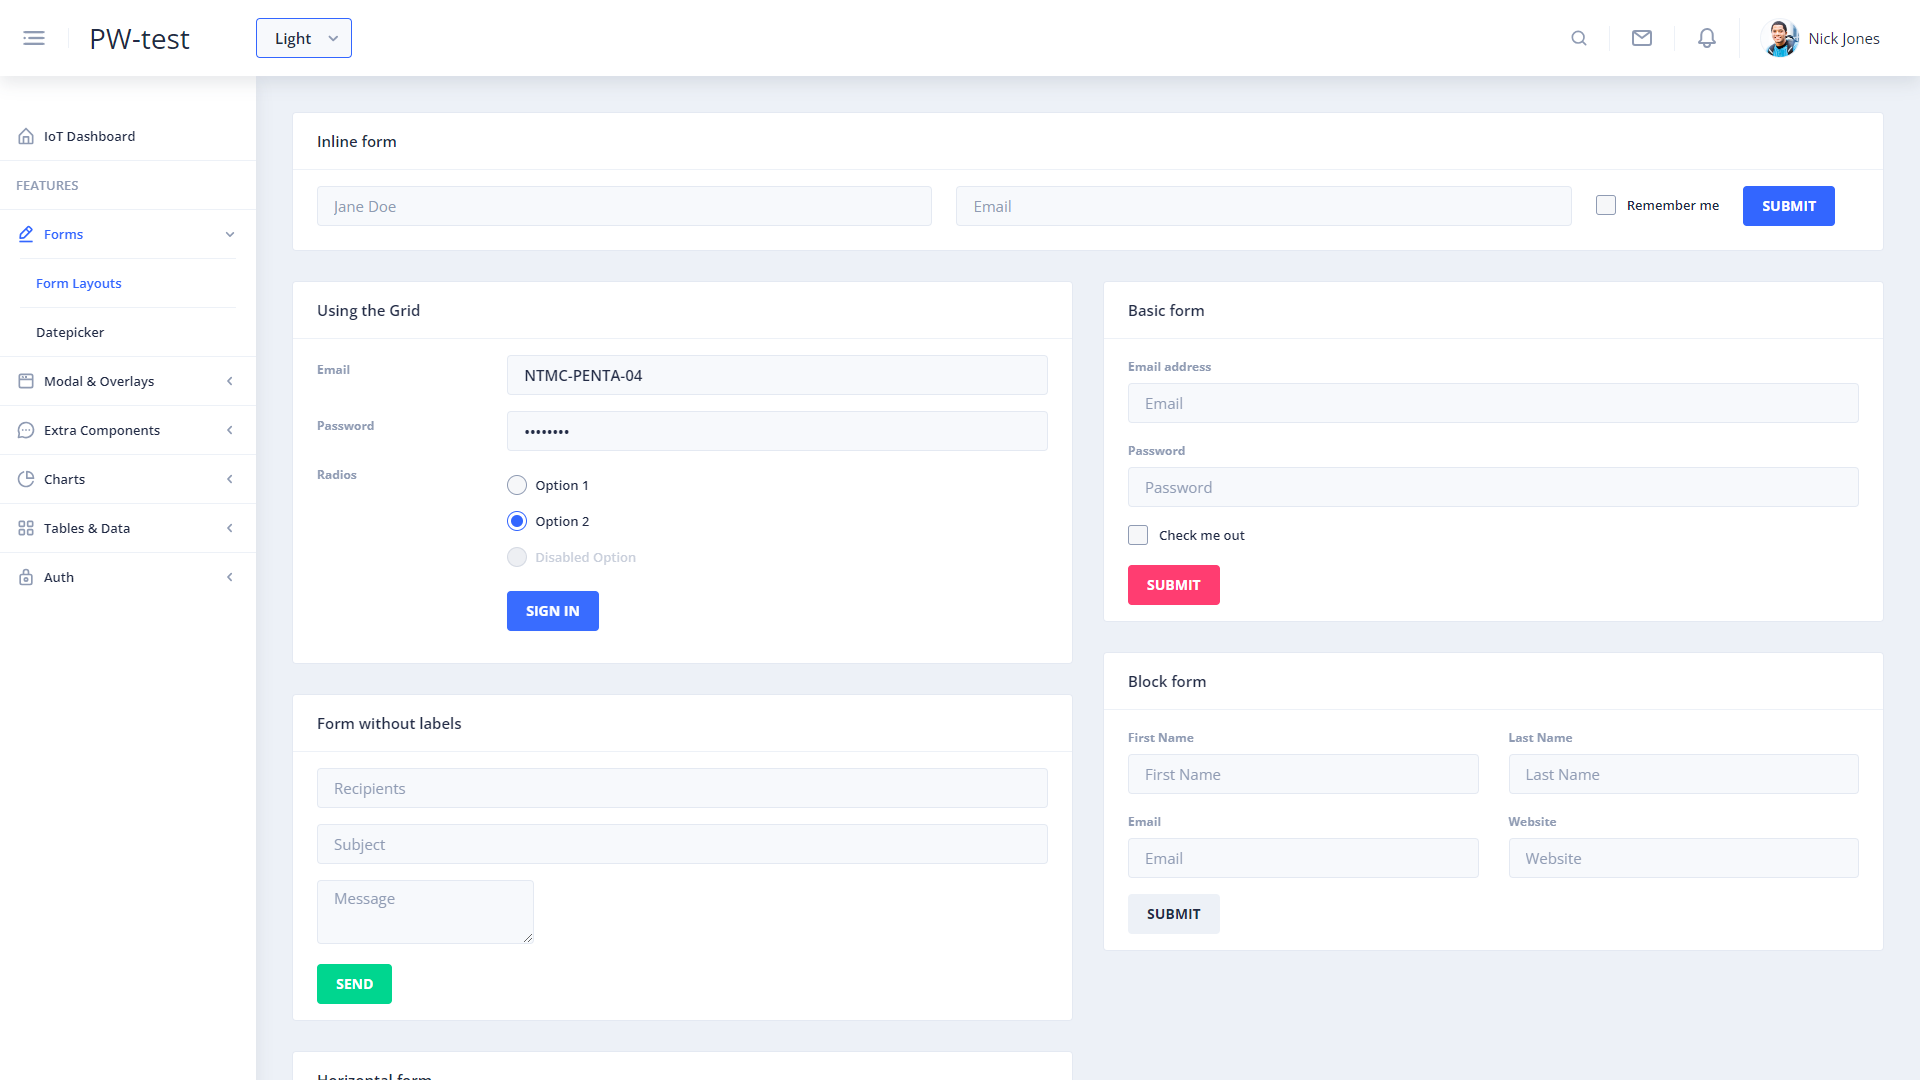 PW-test
Light
Nick Jones
IoT Dashboard
FEATURES
Forms
Form Layouts
Datepicker
Modal & Overlays
Extra Components
Charts
Tables & Data
Auth
Inline form
Jane Doe
Email
Remember me
SUBMIT
Using the Grid
Email
NTMC-PENTA-04
Password
••••••••
Radios
Option 1
Option 2
Disabled Option
SIGN IN
Form without labels
Recipients
Subject
Message
SEND
Horizontal form
Basic form
Email address
Email
Password
Password
Check me out
SUBMIT
Block form
First Name
Last Name
First Name
Last Name
Email
Website
Email
Website
SUBMIT